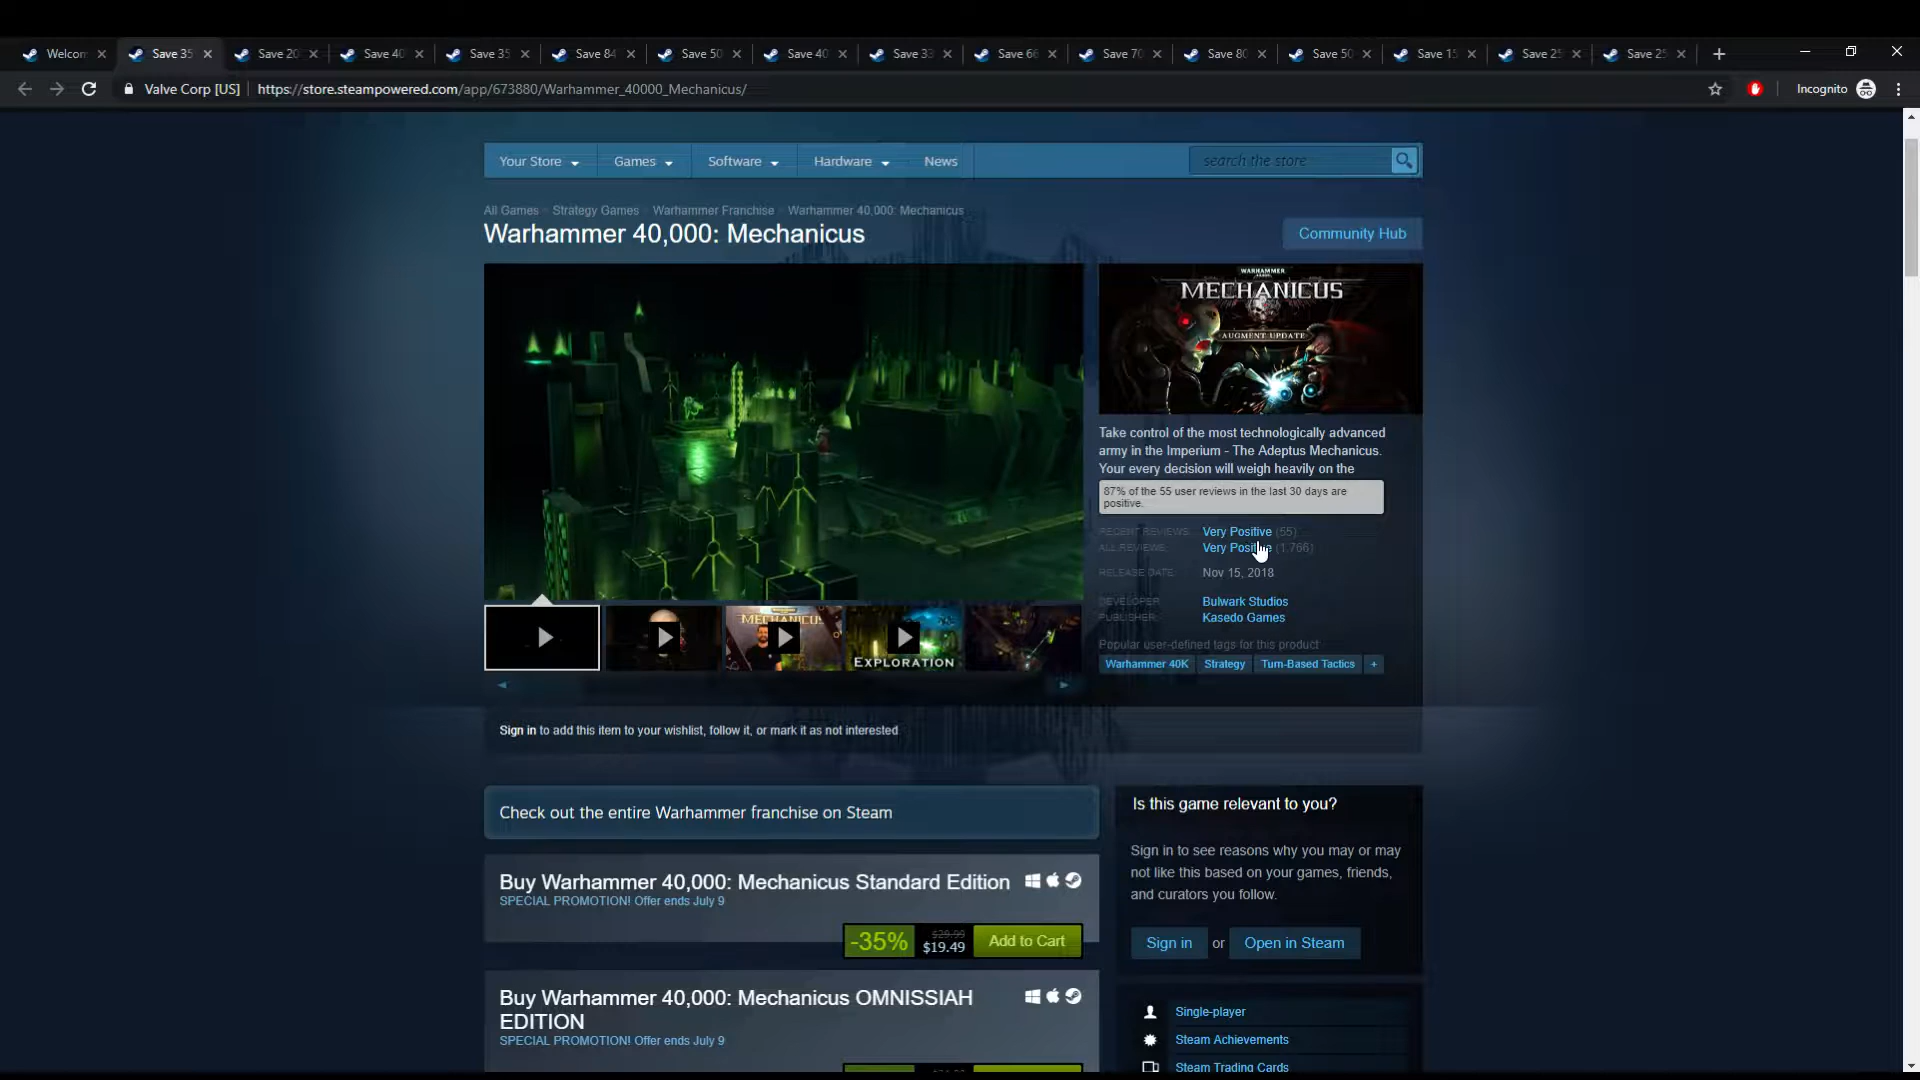 Welcom
Save 35
Save 20
Save 40
Save 35
Save 84
Save 50
Save 40
Save 33
Save 66
Save 70
Save 80
Save 50
Save 15
Save 25
Save 25
Valve Corp [US]
https://store.steampowered.com/app/673880/Warhammer_40000_Mechanicus/
Incognito
Your Store
Games
Software
Hardware
News
search the store
All Games
Strategy Games
Warhammer Franchise
Warhammer 40,000: Mechanicus
Warhammer 40,000: Mechanicus
Community Hub
WARHAMMER
MECHANICUS
AUGMENT UPDATE
Take control of the most technologically advanced
army in the Imperium - The Adeptus Mechanicus.
Your every decision will weigh heavily on the
87% of the 55 user reviews in the last 30 days are
positive.
RECENT REVIEWS: Very Positive (55)
ALL REVIEWS: Very Positive (1,766)
RELEASE DATE: Nov 15, 2018
DEVELOPER: Bulwark Studios
PUBLISHER: Kasedo Games
MECHANICUS
EXPLORATION
Popular user-defined tags for this product
Warhammer 40K
Strategy
Turn-Based Tactics
+
Sign in to add this item to your wishlist, follow it, or mark it as not interested
Check out the entire Warhammer franchise on Steam
Buy Warhammer 40,000: Mechanicus Standard Edition
SPECIAL PROMOTION! Offer ends July 9
-35%
$29.99
$19.49
Add to Cart
Buy Warhammer 40,000: Mechanicus OMNISSIAH
EDITION
SPECIAL PROMOTION! Offer ends July 9
Is this game relevant to you?
Sign in to see reasons why you may or may
not like this based on your games, friends,
and curators you follow.
Sign in or Open in Steam
Single-player
Steam Achievements
Steam Trading Cards